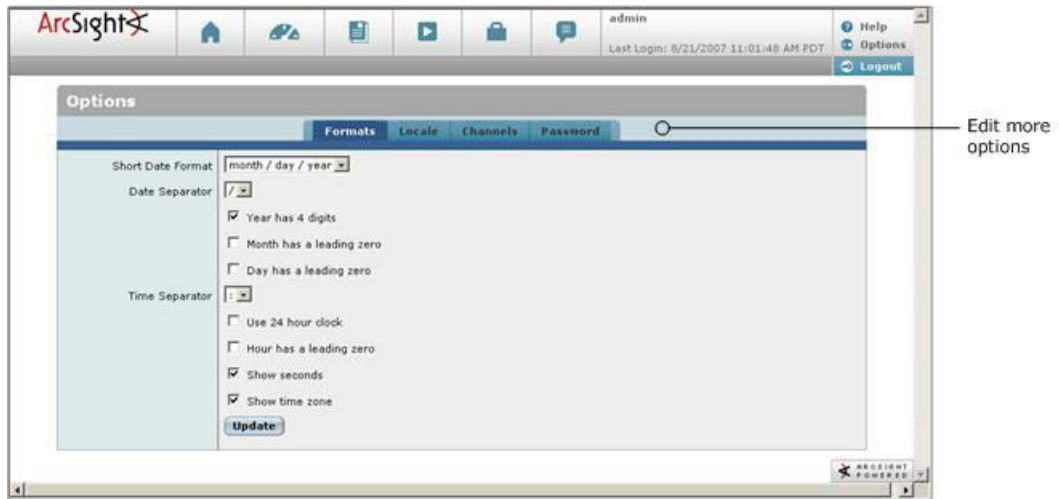 ArcSight
admin
Last Login: 8/21/2007 11:01:48 AM PDT
Help
Options
Logout
Options
Formats Locale Channels Password
Edit more options
Short Date Format month / day / year
Date Separator /
Year has 4 digits
Month has a leading zero
Day has a leading zero
Time Separator :
Use 24 hour clock
Hour has a leading zero
Show seconds
Show time zone
Update
ARCSIGHT
POWERED